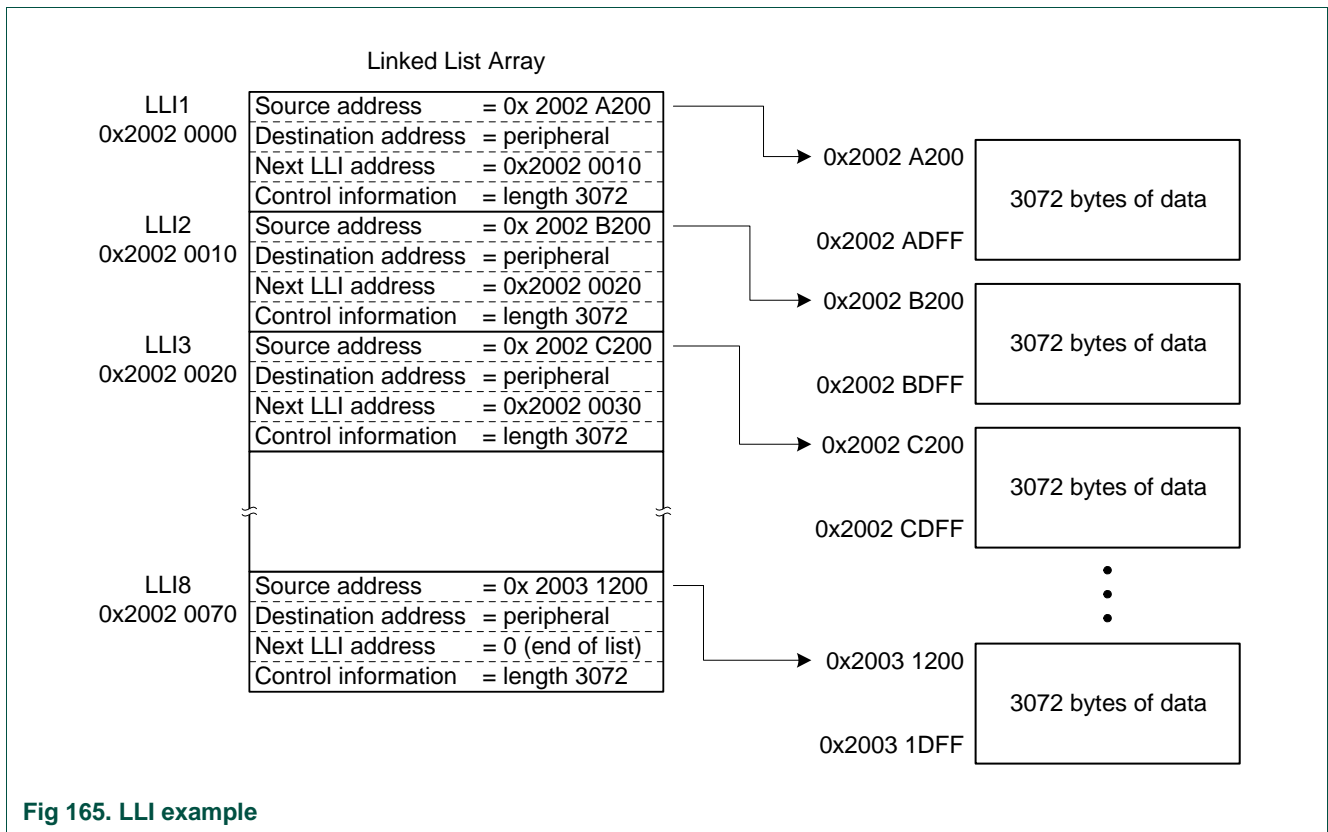 Linked List Array
LLI1
0x2002 0000
Source address = 0x 2002 A200
Destination address = peripheral
Next LLI address = 0x2002 0010
Control information = length 3072
LLI2
0x2002 0010
Source address = 0x 2002 B200
Destination address = peripheral
Next LLI address = 0x2002 0020
Control information = length 3072
LLI3
0x2002 0020
Source address = 0x 2002 C200
Destination address = peripheral
Next LLI address = 0x2002 0030
Control information = length 3072
LLI8
0x2002 0070
Source address = 0x 2003 1200
Destination address = peripheral
Next LLI address = 0 (end of list)
Control information = length 3072
0x2002 A200
3072 bytes of data
0x2002 ADFF
0x2002 B200
3072 bytes of data
0x2002 BDFF
0x2002 C200
3072 bytes of data
0x2002 CDFF
0x2003 1200
3072 bytes of data
0x2003 1DFF
Fig 165. LLI example